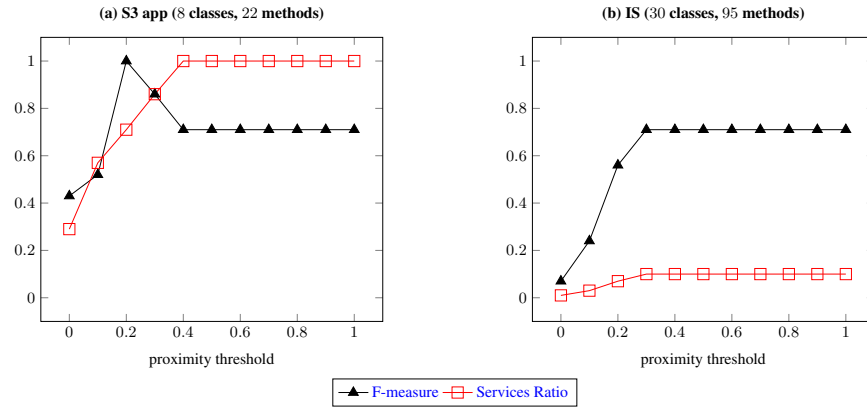 (a) S3 app (8 classes, 22 methods)
1
0.8
0.6
0.4
0.2
0
0 0.2 0.4 0.6 0.8 1
proximity threshold
(b) IS (30 classes, 95 methods)
1
0.8
0.6
0.4
0.2
0
0 0.2 0.4 0.6 0.8 1
proximity threshold
F-measure Services Ratio